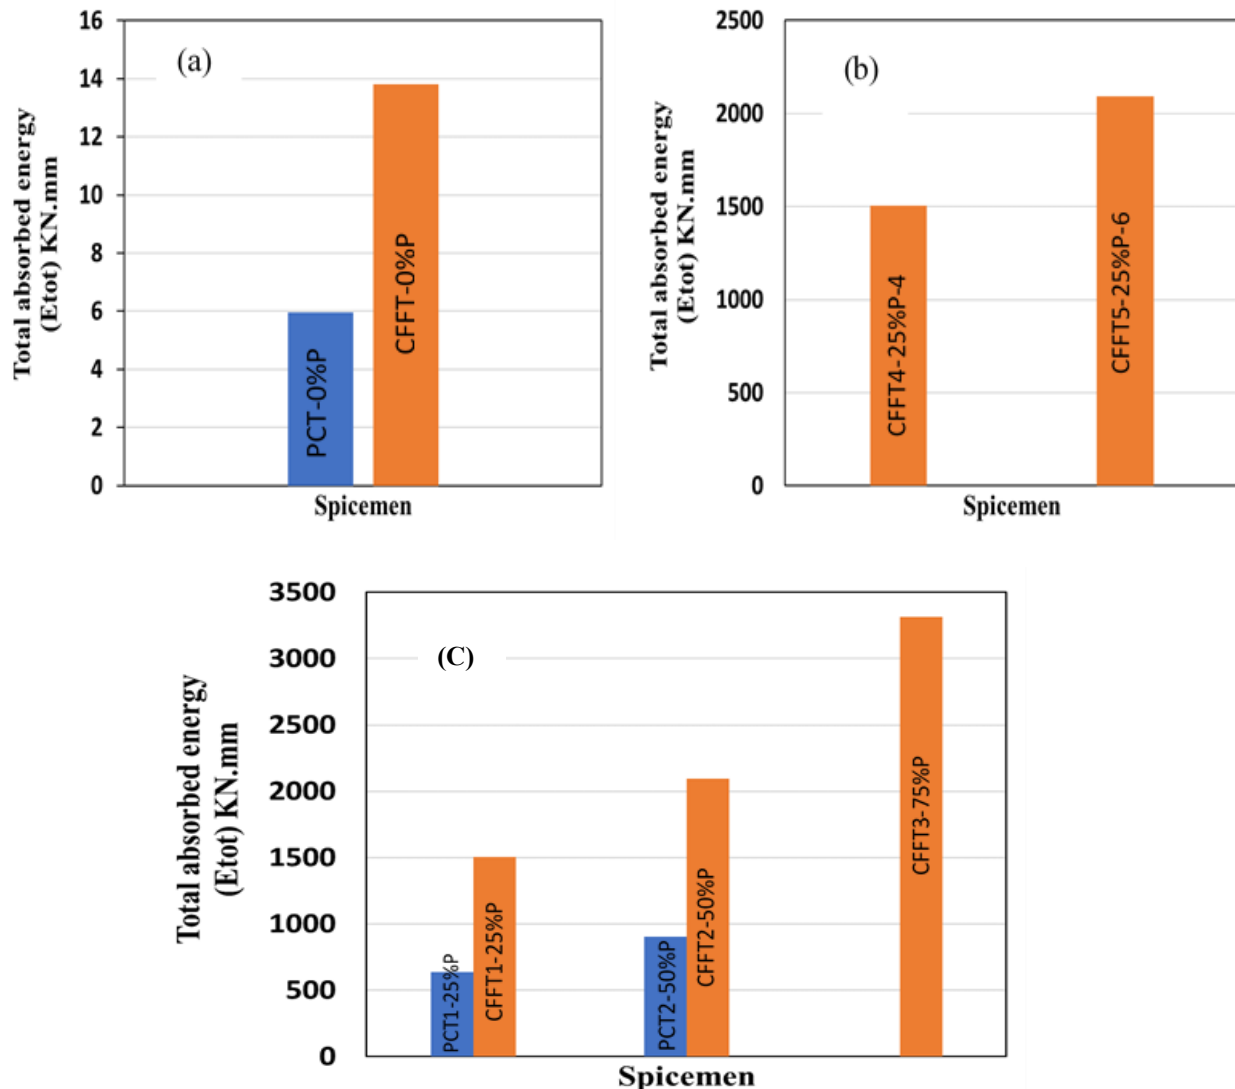 (a)
Total absorbed energy
(Etot) KN.mm
16
14
12
10
8
6
4
2
0
PCT-0%P
CFFT-0%P
Spicemen
(b)
Total absorbed energy
(Etot) KN.mm
2500
2000
1500
1000
500
0
CFFT4-25%P-4
CFFT5-25%P-6
Spicemen
(C)
Total absorbed energy
(Etot) KN.mm
3500
3000
2500
2000
1500
1000
500
0
PCT1-25%P
CFFT1-25%P
PCT2-50%P
CFFT2-50%P
CFFT3-75%P
Spicemen